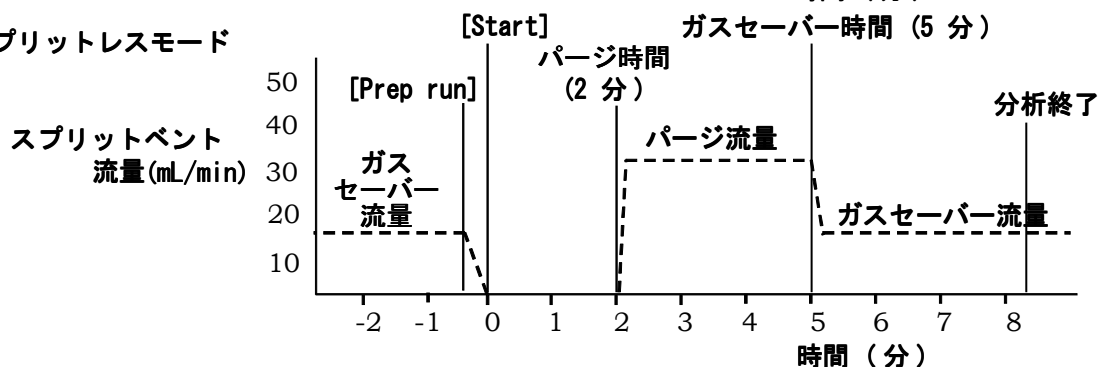 [Start]
ガスセーバー時間 (5 分)
プリットレスモード
パージ時間
(2 分)
[Prep run]
50
分析終了
40
スプリットベント
流量(mL/min)
パージ流量
30
ガス
セーバー
流量
20
ガスセーバー流量
10
-2 -1 0 1 2 3 4 5 6 7 8
時間 (分)